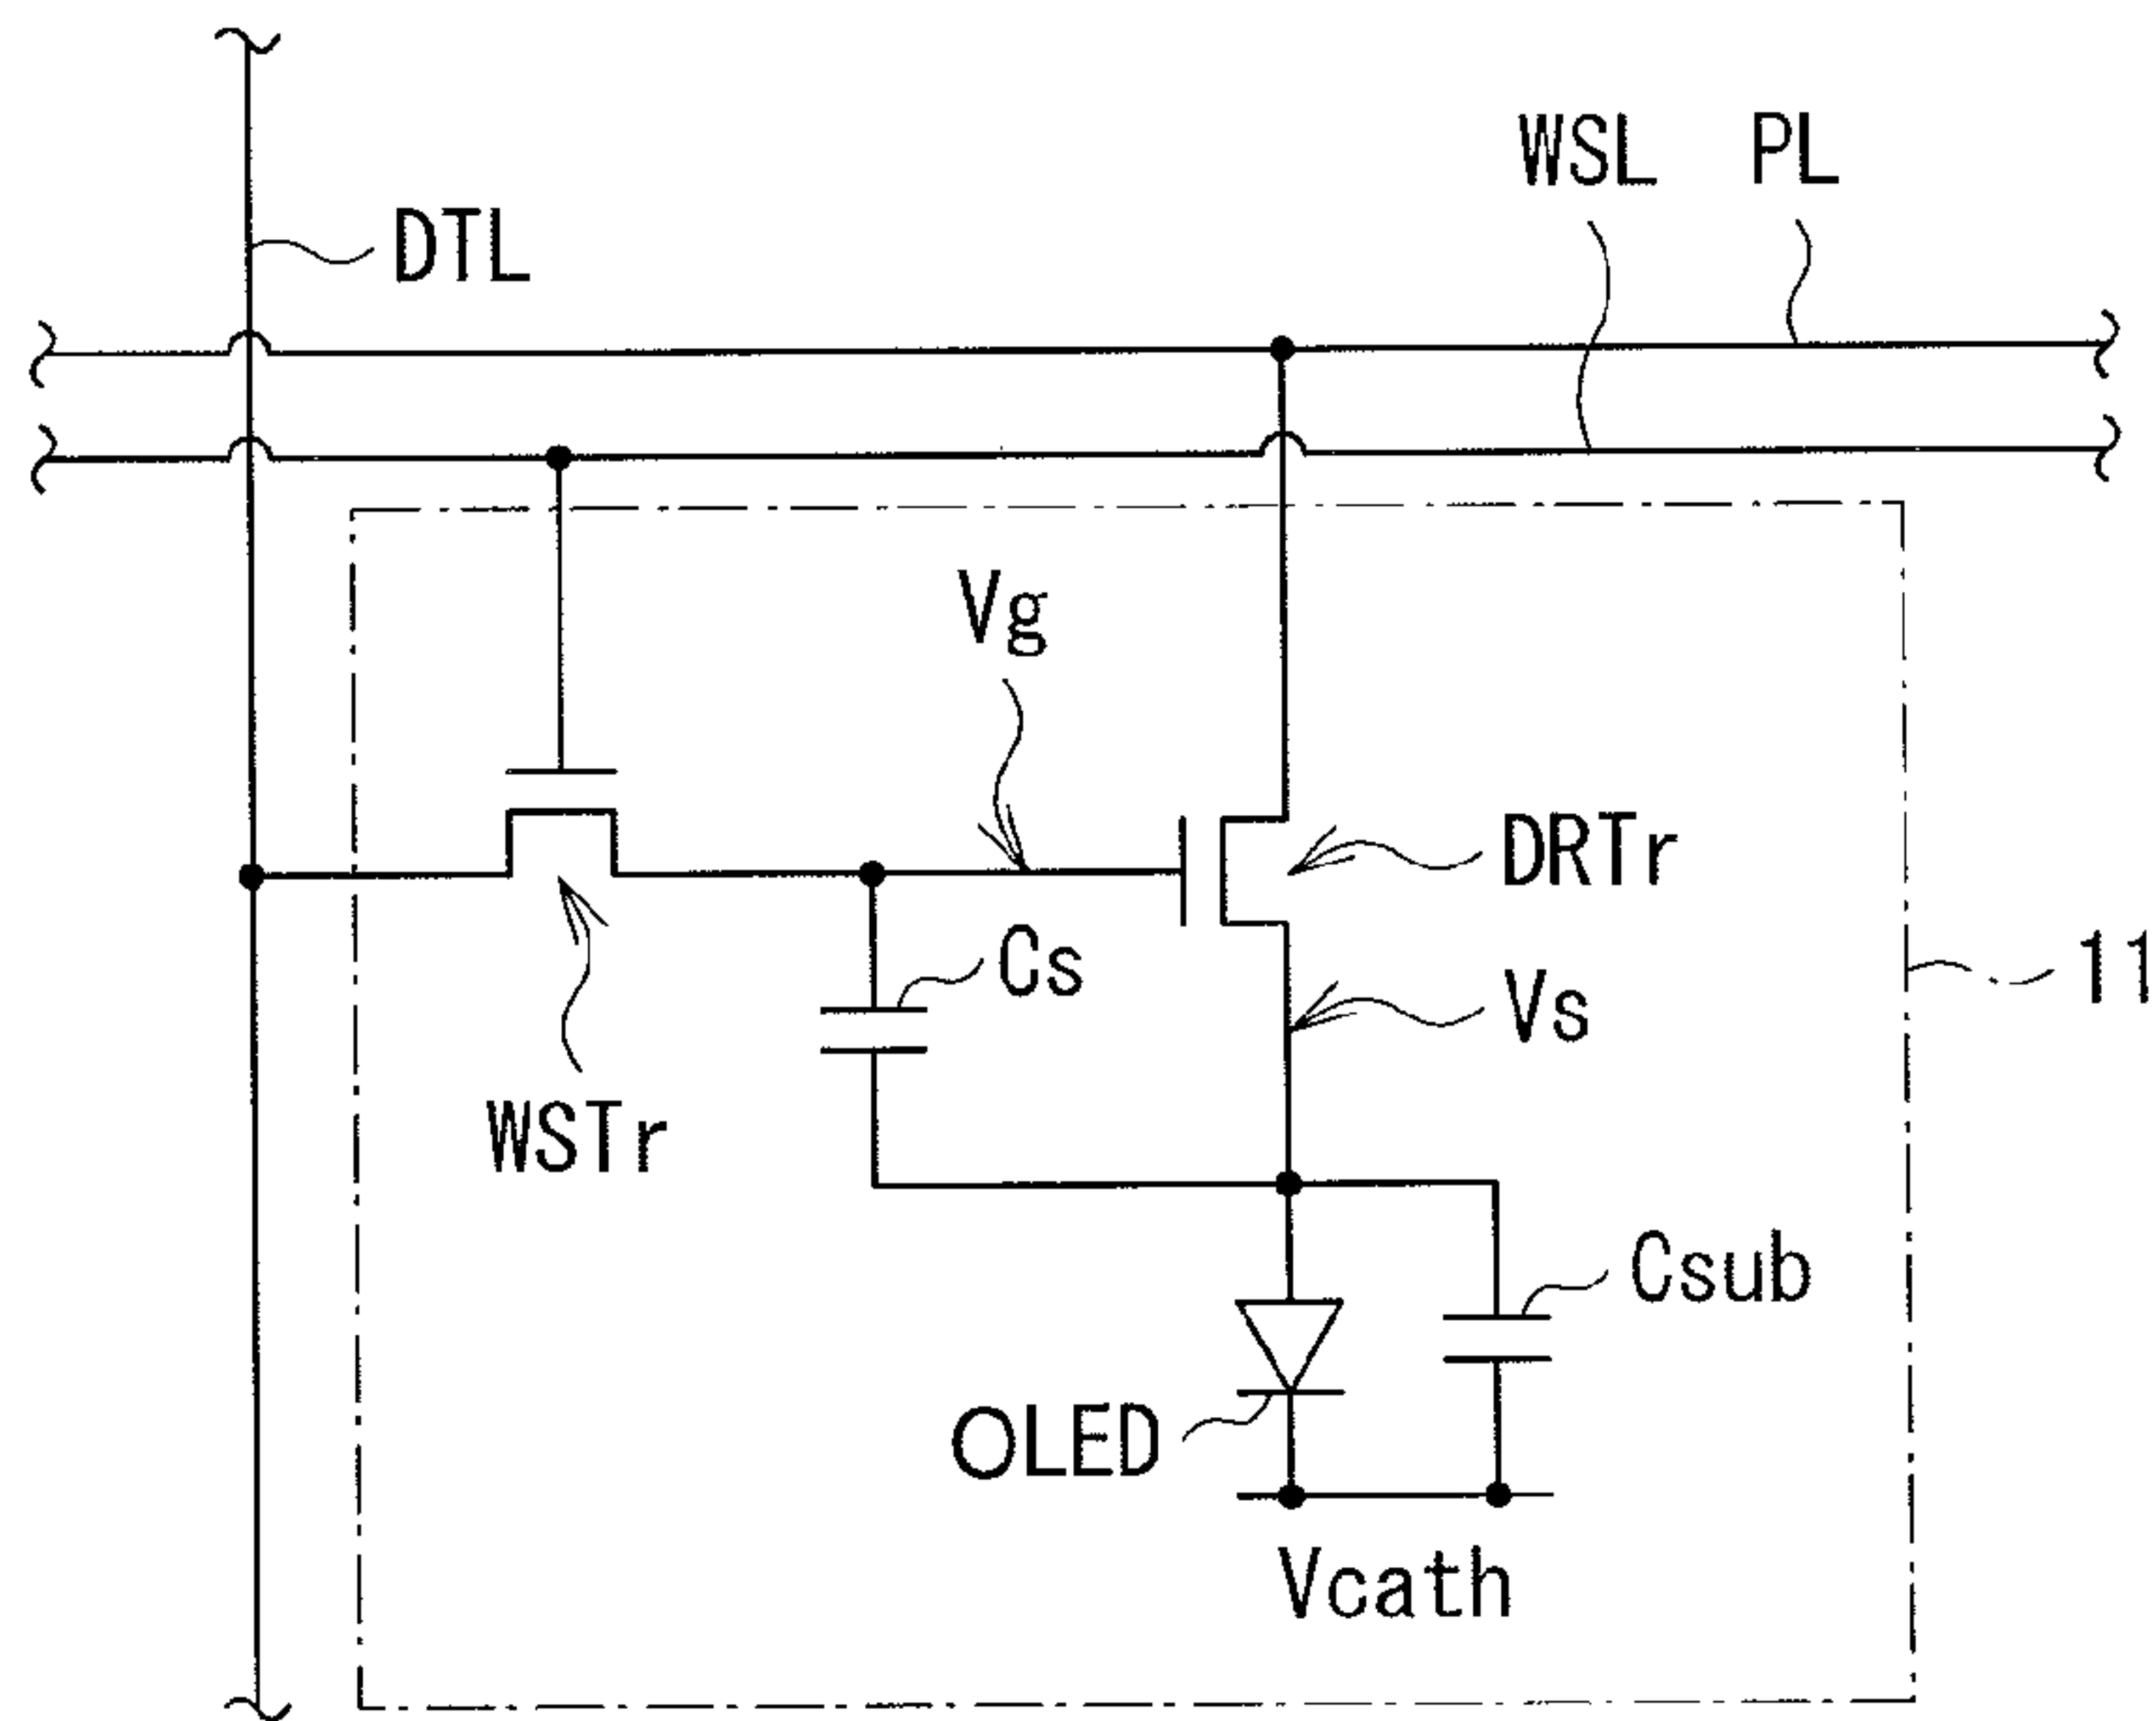 WSL PL
DTL
Vg
DRTr
Cs
11
Vs
WSTr
Csub
OLED
Vcath